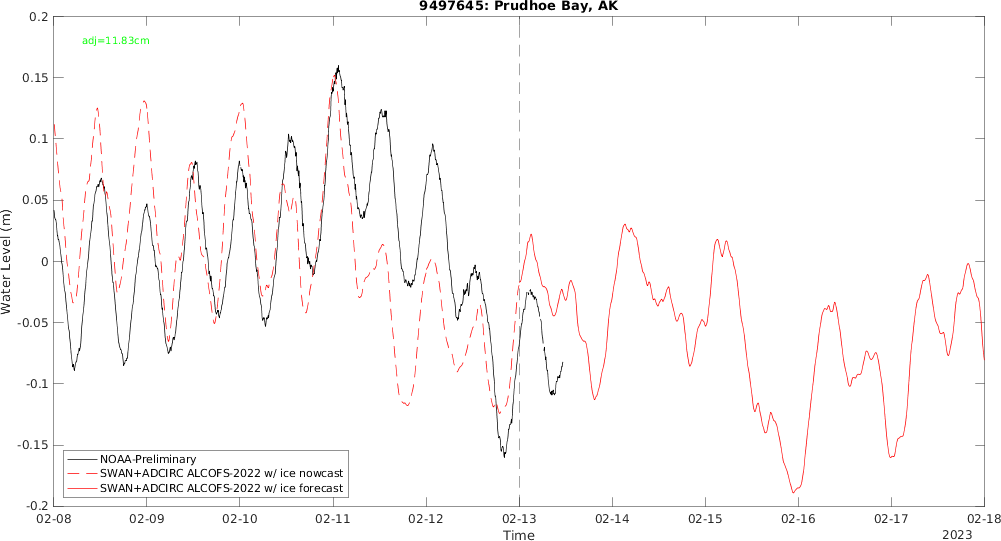 9497645: Prudhoe Bay, AK
adj=11.83cm
Water Level (m)
0.2
0.15
0.1
0.05
0
-0.05
-0.1
-0.15
-0.2
NOAA-Preliminary
SWAN+ADCIRC ALCOFS-2022 w/ ice nowcast
SWAN+ADCIRC ALCOFS-2022 w/ ice forecast
02-08 02-09 02-10 02-11 02-12 02-13 02-14 02-15 02-16 02-17 02-18
Time
2023